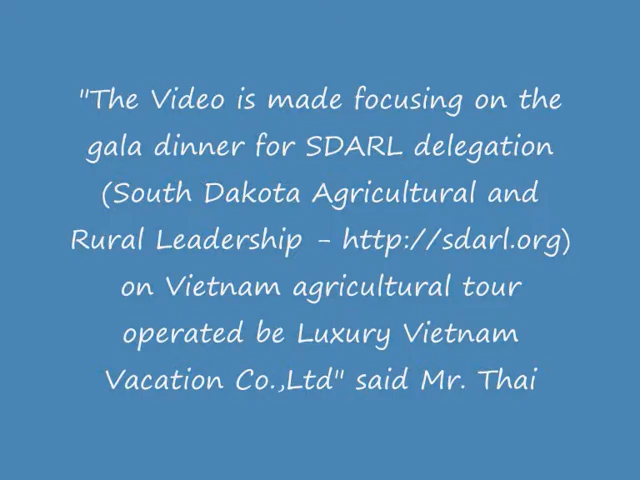 "The Video is made focusing on the
gala dinner for SDARL delegation
(South Dakota Agricultural and
Rural Leadership - http://sdarl.org)
on Vietnam agricultural tour
operated be Luxury Vietnam
Vacation Co.,Ltd" said Mr. Thai